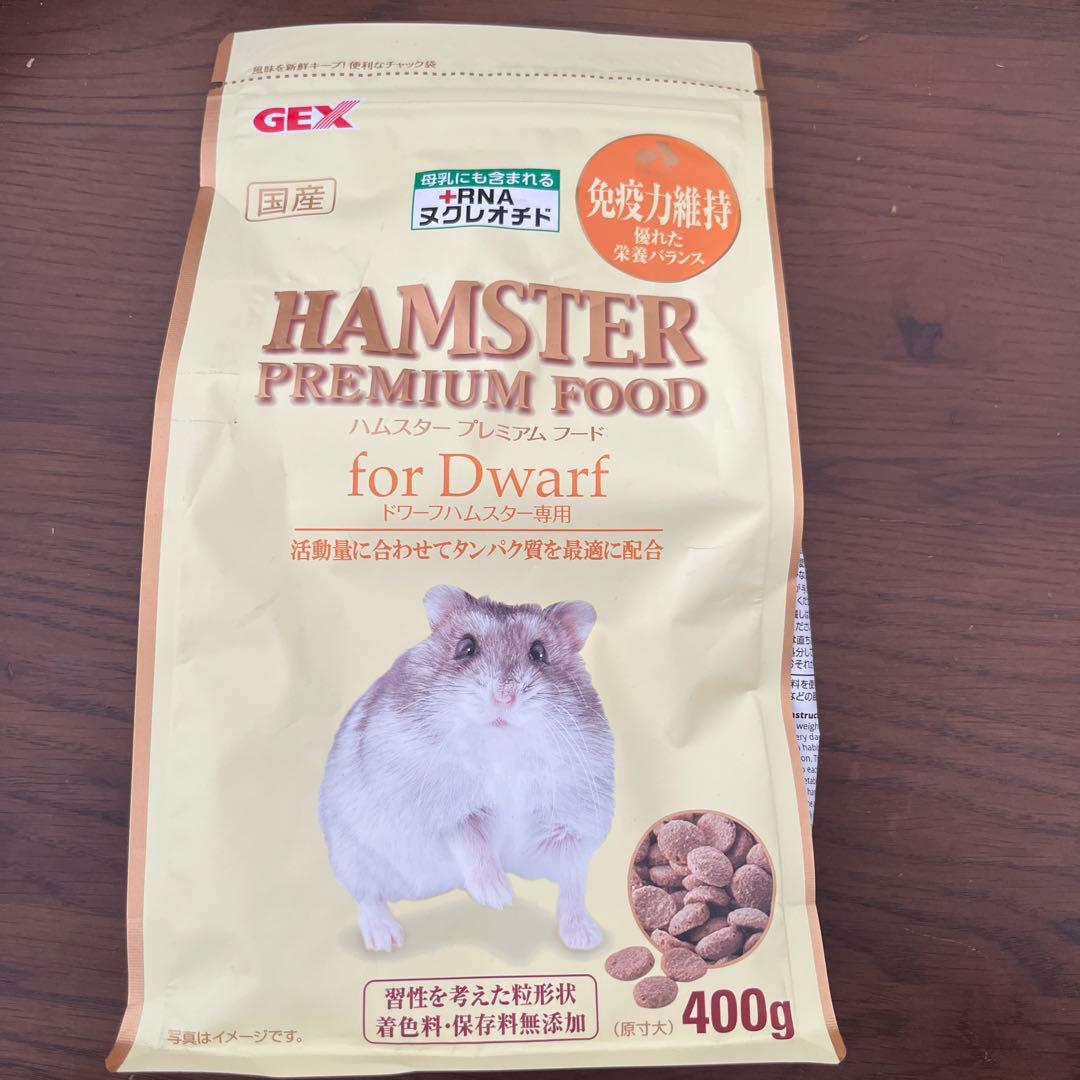 風味を新鮮キープ!便利なチャック袋
GEX
国産
母乳にも含まれる
+RNA
ヌクレオチド
免疫力維持
優れた
栄養バランス
HAMSTER
PREMIUM FOOD
ハムスター プレミアム フード
for Dwarf
ドワーフハムスター専用
活動量に合わせてタンパク質を最適に配合
習性を考えた粒形状
着色料・保存料無添加
(原寸大) 400g
写真はイメージです。